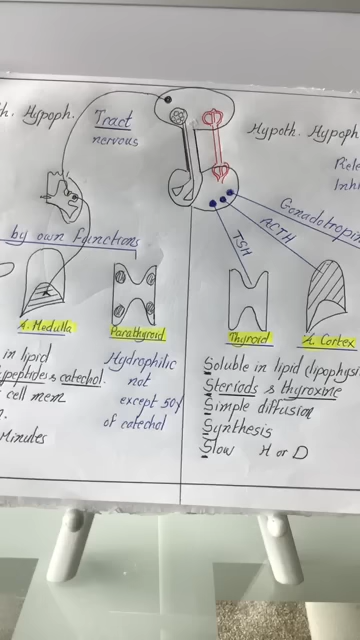 h. Hypoph. Tract
nervous
Hypoth. Hypoph
Rele
Inhi
Gonadotropin
ACTH
TSH
by own functions
A. Medulla
Parathyroid
Thyroid
A. Cortex
in lipid
peptides & catechol.
cell mem
Minutes
Hydrophilic
not
except 50%
of catechol
Soluble in lipid (lipophysi
Steriods & thyroxine
Simple diffusion
Synthesis
Slow H or D